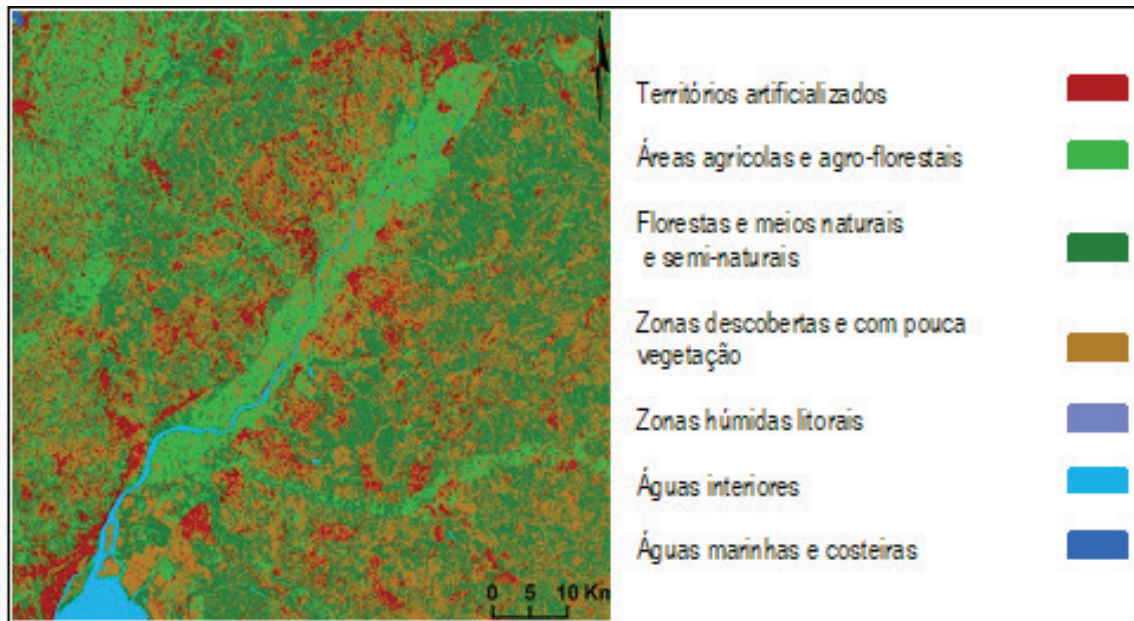 Territórios artificializados
Áreas agrícolas e agro-florestais
Florestas e meios naturais
e semi-naturais
Zonas descobertas e com pouca
vegetação
Zonas húmidas litorais
Águas interiores
Águas marinhas e costeiras
0 5 10 Km